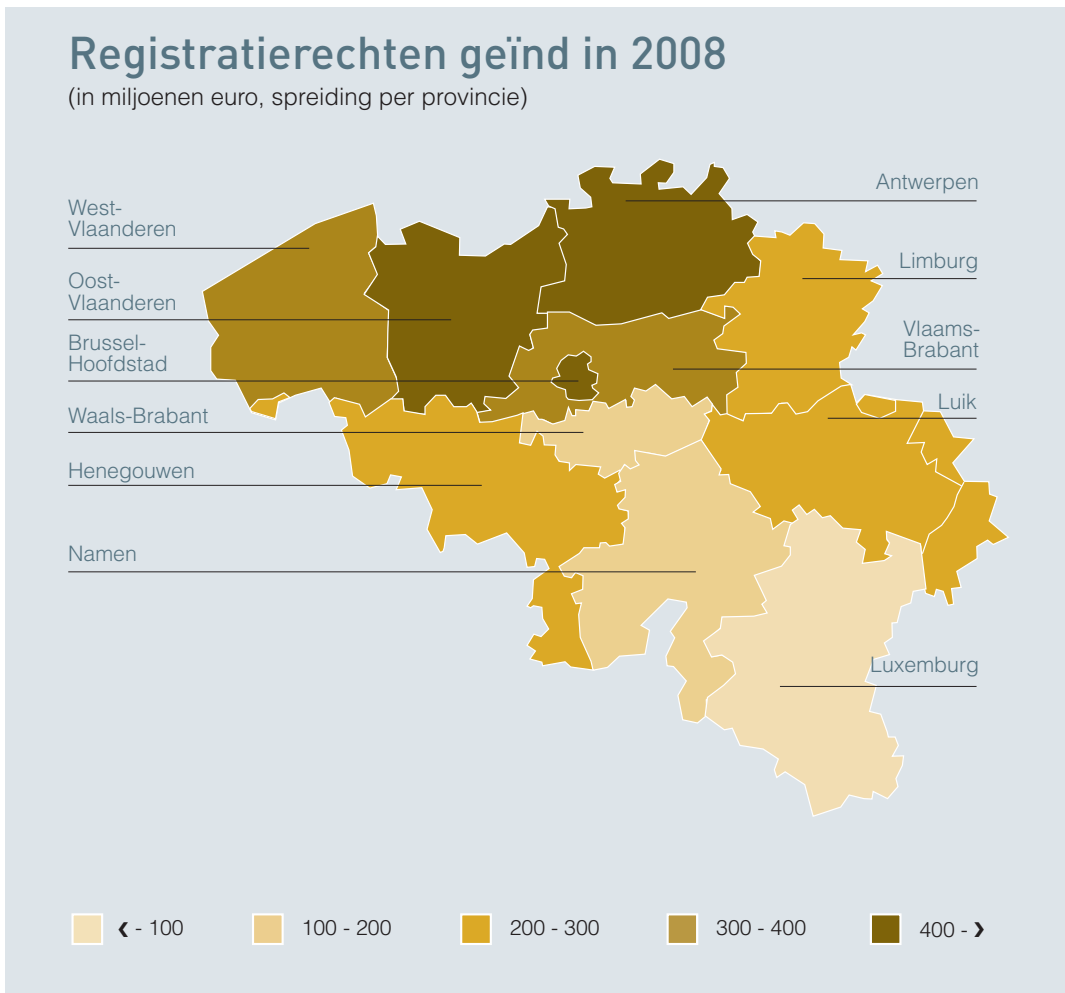 Registratierechten geïnd in 2008
(in miljoenen euro, spreiding per provincie)
West-
Vlaanderen
Oost-
Vlaanderen
Brussel-
Hoofdstad
Waals-Brabant
Henegouwen
Namen
Antwerpen
Limburg
Vlaams-
Brabant
Luik
Luxemburg
‹ - 100
100 - 200
200 - 300
300 - 400
400 - ›